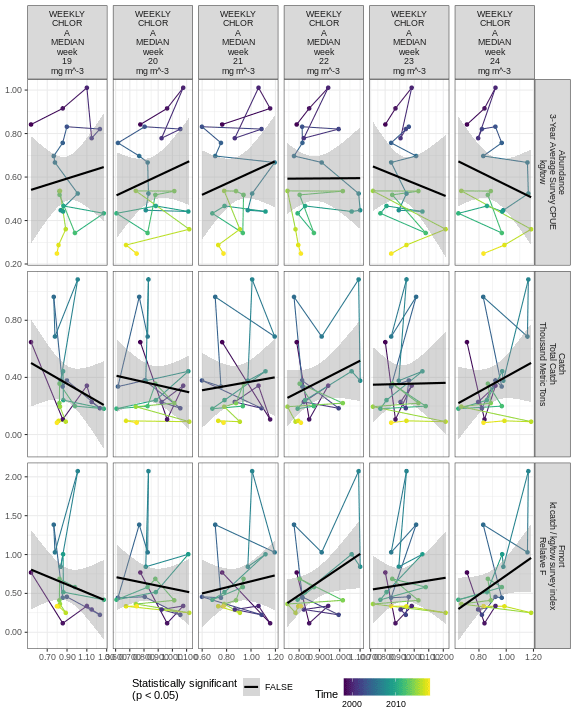 WEEKLY
CHLOR
A
MEDIAN
week
19
mg m^-3
WEEKLY
CHLOR
A
MEDIAN
week
20
mg m^-3
WEEKLY
CHLOR
A
MEDIAN
week
21
mg m^-3
WEEKLY
CHLOR
A
MEDIAN
week
22
mg m^-3
WEEKLY
CHLOR
A
MEDIAN
week
23
mg m^-3
WEEKLY
CHLOR
A
MEDIAN
week
24
mg m^-3
1.00
0.80
0.60
0.40
0.20
Abundance
3-Year Average Survey CPUE
kg/tow
0.80
0.40
0.00
Catch
Total Catch
Thousand Metric Tons
2.00
1.50
1.00
0.50
0.00
Fmort
kt catch / kg/tow survey index
Relative F
0.70 0.90 1.10
0.60 0.80 1.00 1.20
0.800
0.80 1.00 1.20
Statistically significant
(p < 0.05)
FALSE
Time
2000 2010